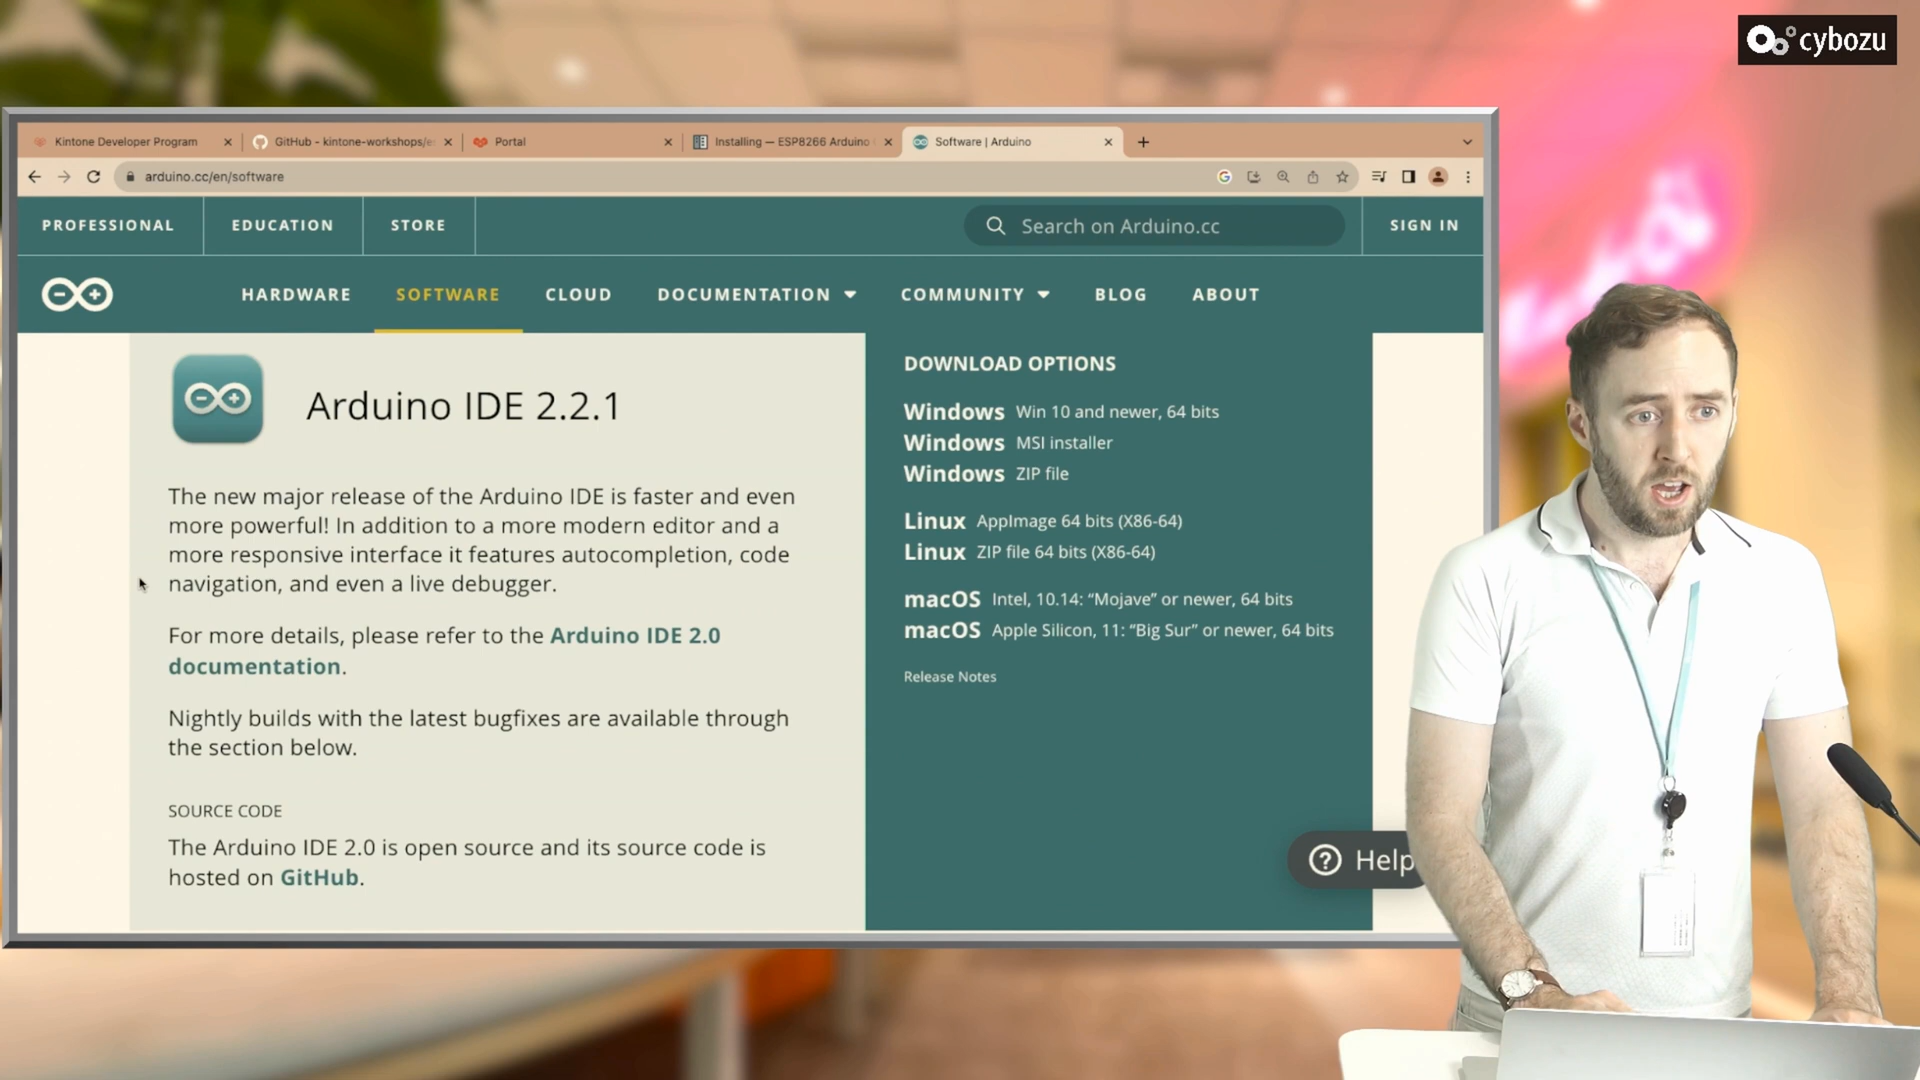 cybozu
Kintone Developer Program
GitHub - kintone-workshops/es
Portal
Installing — ESP8266 Arduino
Software | Arduino
arduino.cc/en/software
PROFESSIONAL
EDUCATION
STORE
Search on Arduino.cc
SIGN IN
HARDWARE
SOFTWARE
CLOUD
DOCUMENTATION
COMMUNITY
BLOG
ABOUT
Arduino IDE 2.2.1
The new major release of the Arduino IDE is faster and even
more powerful! In addition to a more modern editor and a
more responsive interface it features autocompletion, code
navigation, and even a live debugger.
For more details, please refer to the Arduino IDE 2.0
documentation.
Nightly builds with the latest bugfixes are available through
the section below.
SOURCE CODE
The Arduino IDE 2.0 is open source and its source code is
hosted on GitHub.
DOWNLOAD OPTIONS
Windows Win 10 and newer, 64 bits
Windows MSI installer
Windows ZIP file
Linux AppImage 64 bits (X86-64)
Linux ZIP file 64 bits (X86-64)
macOS Intel, 10.14: “Mojave” or newer, 64 bits
macOS Apple Silicon, 11: “Big Sur” or newer, 64 bits
Release Notes
Help